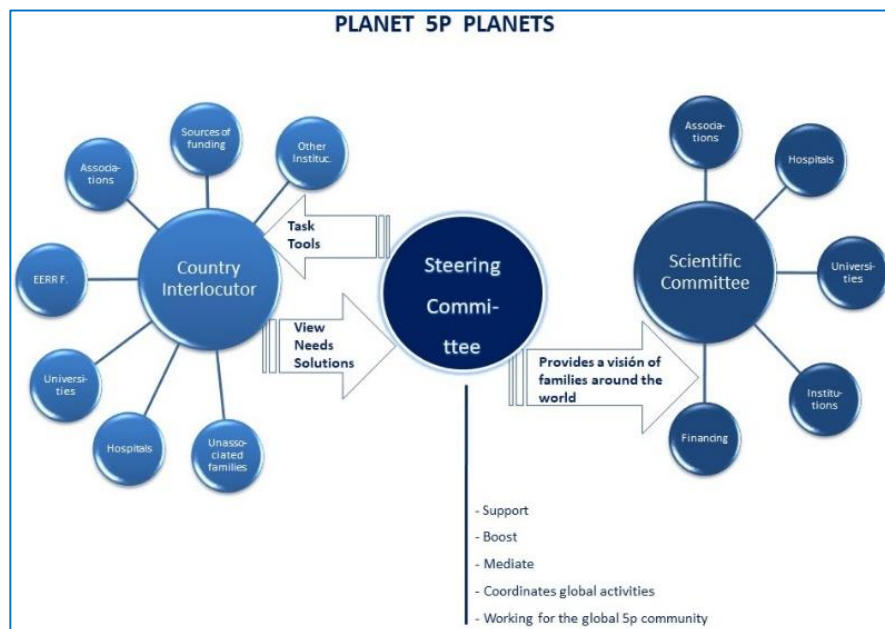 PLANET 5P PLANETS
Sources of
funding
Other
Instituc.
Associa-
tions
EERR F.
Universi-
ties
Hospitals
Unasso-
ciated
families
Country
Interlocutor
Task
Tools
View
Needs
Solutions
Steering
Commi-
ttee
Provides a visión of
families around the
world
Scientific
Committee
Associa-
tions
Hospitals
Universi-
ties
Institu-
tions
Financing
- Support
- Boost
- Mediate
- Coordinates global activities
- Working for the global 5p community